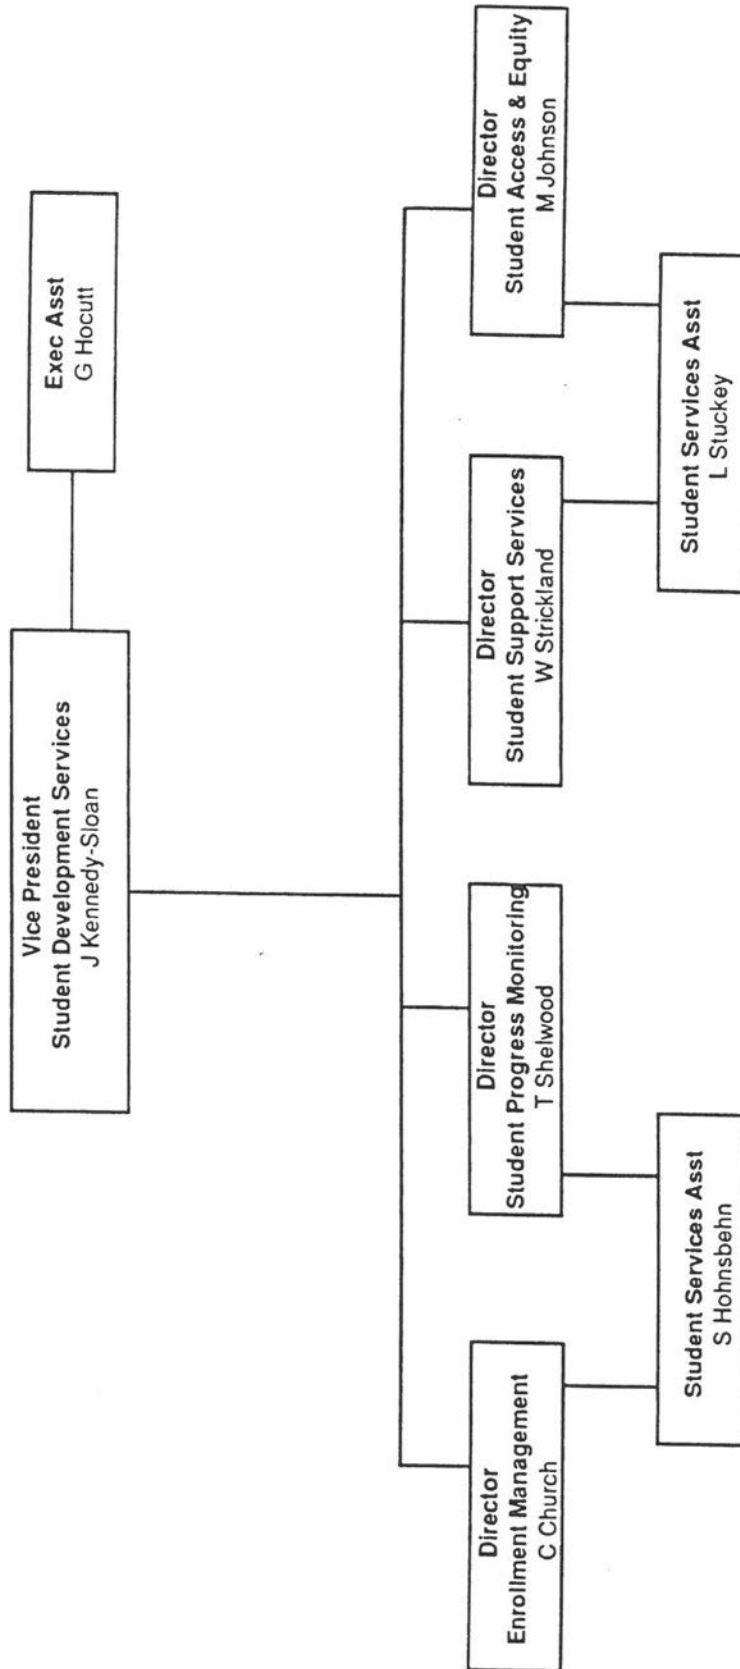 Vice President
Student Development Services
J Kennedy-Sloan
Exec Asst
G Hocutt
Director
Enrollment Management
C Church
Director
Student Progress Monitoring
T Shelwood
Director
Student Support Services
W Strickland
Director
Student Access & Equity
M Johnson
Student Services Asst
S Hohnsbehn
Student Services Asst
L Stuckey